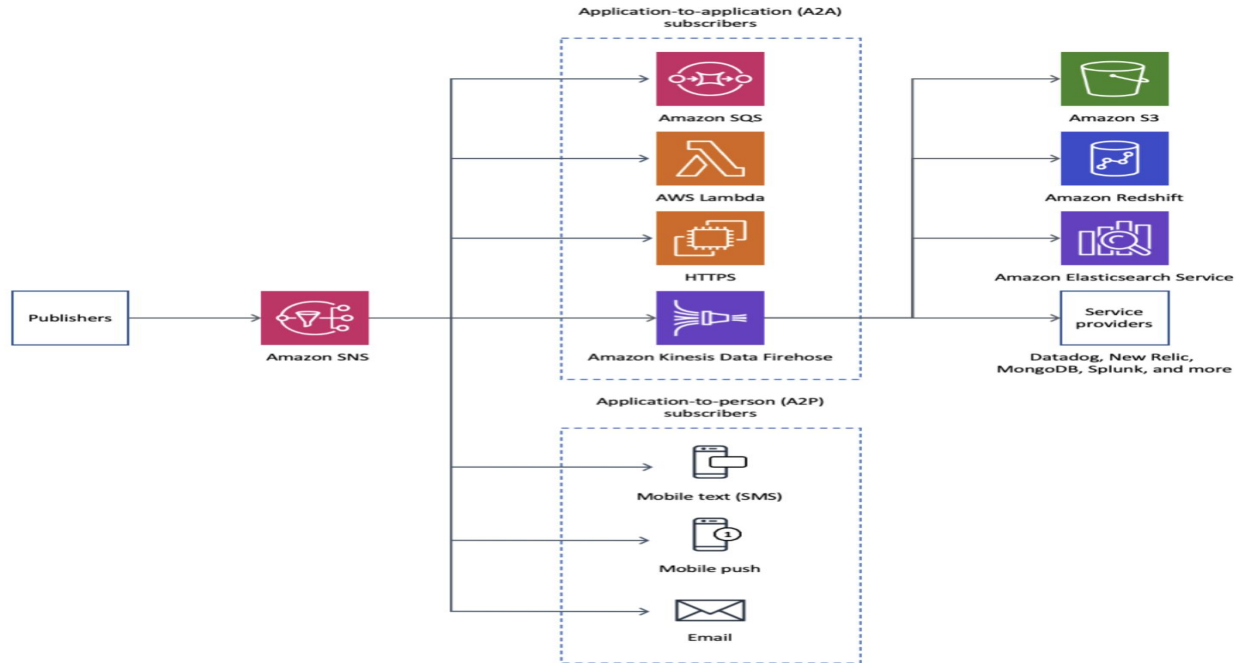 Application-to-application (A2A)
subscribers
Amazon SQS
Amazon S3
AWS Lambda
Amazon Redshift
HTTPS
Amazon Elasticsearch Service
Publishers
Amazon SNS
Amazon Kinesis Data Firehose
Service
providers
Datadog, New Relic,
MongoDB, Splunk, and more
Application-to-person (A2P)
subscribers
Mobile text (SMS)
1
Mobile push
Email